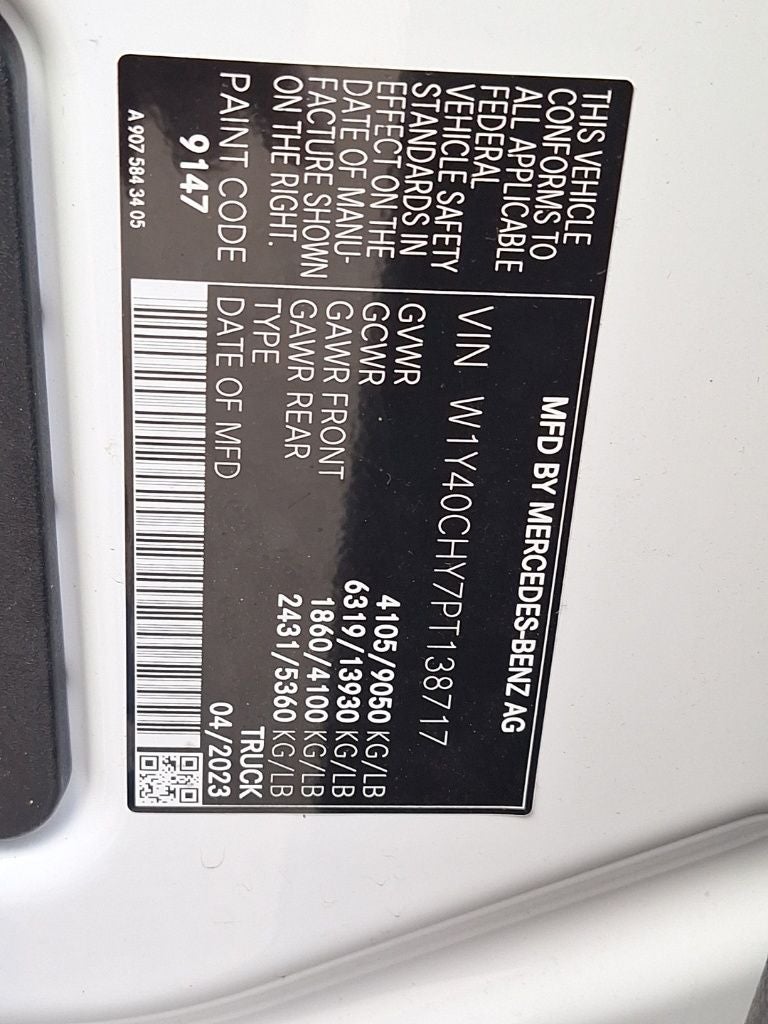 THIS VEHICLE
CONFORMS TO
ALL APPLICABLE
FEDERAL
VEHICLE SAFETY
STANDARDS IN
EFFECT ON THE
DATE OF MANU-
FACTURE SHOWN
ON THE RIGHT.
PAINT CODE
9147
A 907 584 34 05
MFD BY MERCEDES-BENZ AG
VIN W1Y40CHY7PT138717
GVWR 4105/9050 KG/LB
GCWR 6319/13930 KG/LB
GAWR FRONT 1860/4100 KG/LB
GAWR REAR 2431/5360 KG/LB
TYPE TRUCK
DATE OF MFD 04/2023